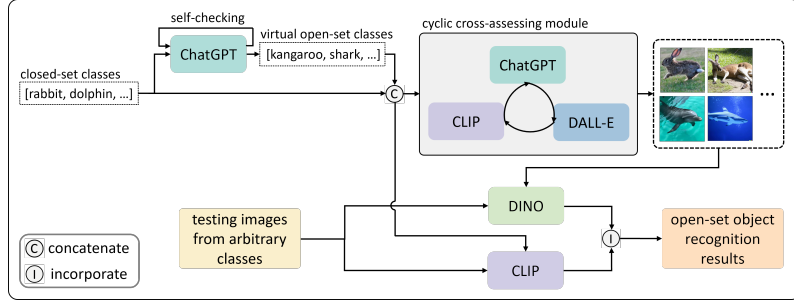 self-checking
ChatGPT
virtual open-set classes
[kangaroo, shark, ...]
closed-set classes
[rabbit, dolphin, ...]
C
cyclic cross-assessing module
ChatGPT
CLIP
DALL-E
...
testing images
from arbitrary
classes
DINO
CLIP
I
open-set object
recognition
results
C concatenate
I incorporate